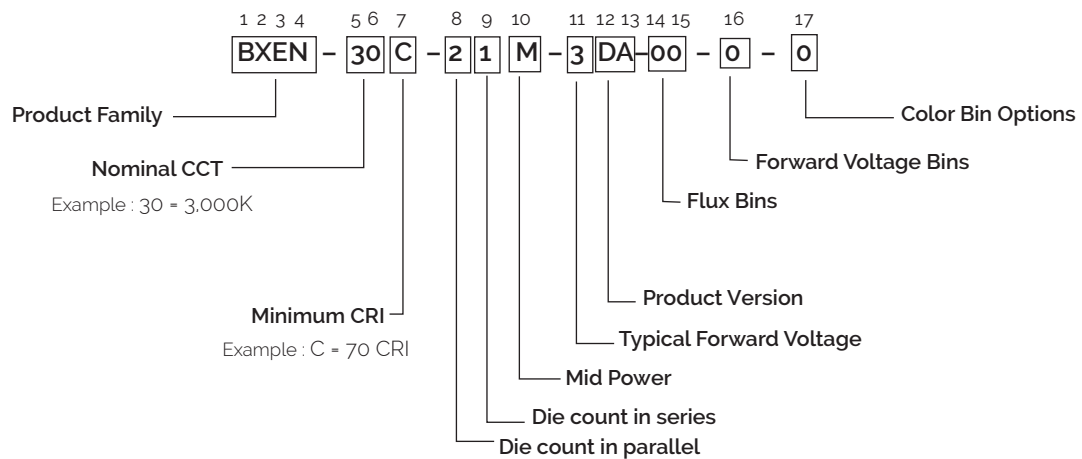 1 2 3 4 5 6 7 8 9 10 11 12 13 14 15 16 17
BXEN – 30 C – 2 1 M – 3 DA–00 – 0 – 0
Product Family
Color Bin Options
Nominal CCT
Forward Voltage Bins
Example : 30 = 3,000K
Flux Bins
Product Version
Minimum CRI
Typical Forward Voltage
Example : C = 70 CRI
Mid Power
Die count in series
Die count in parallel